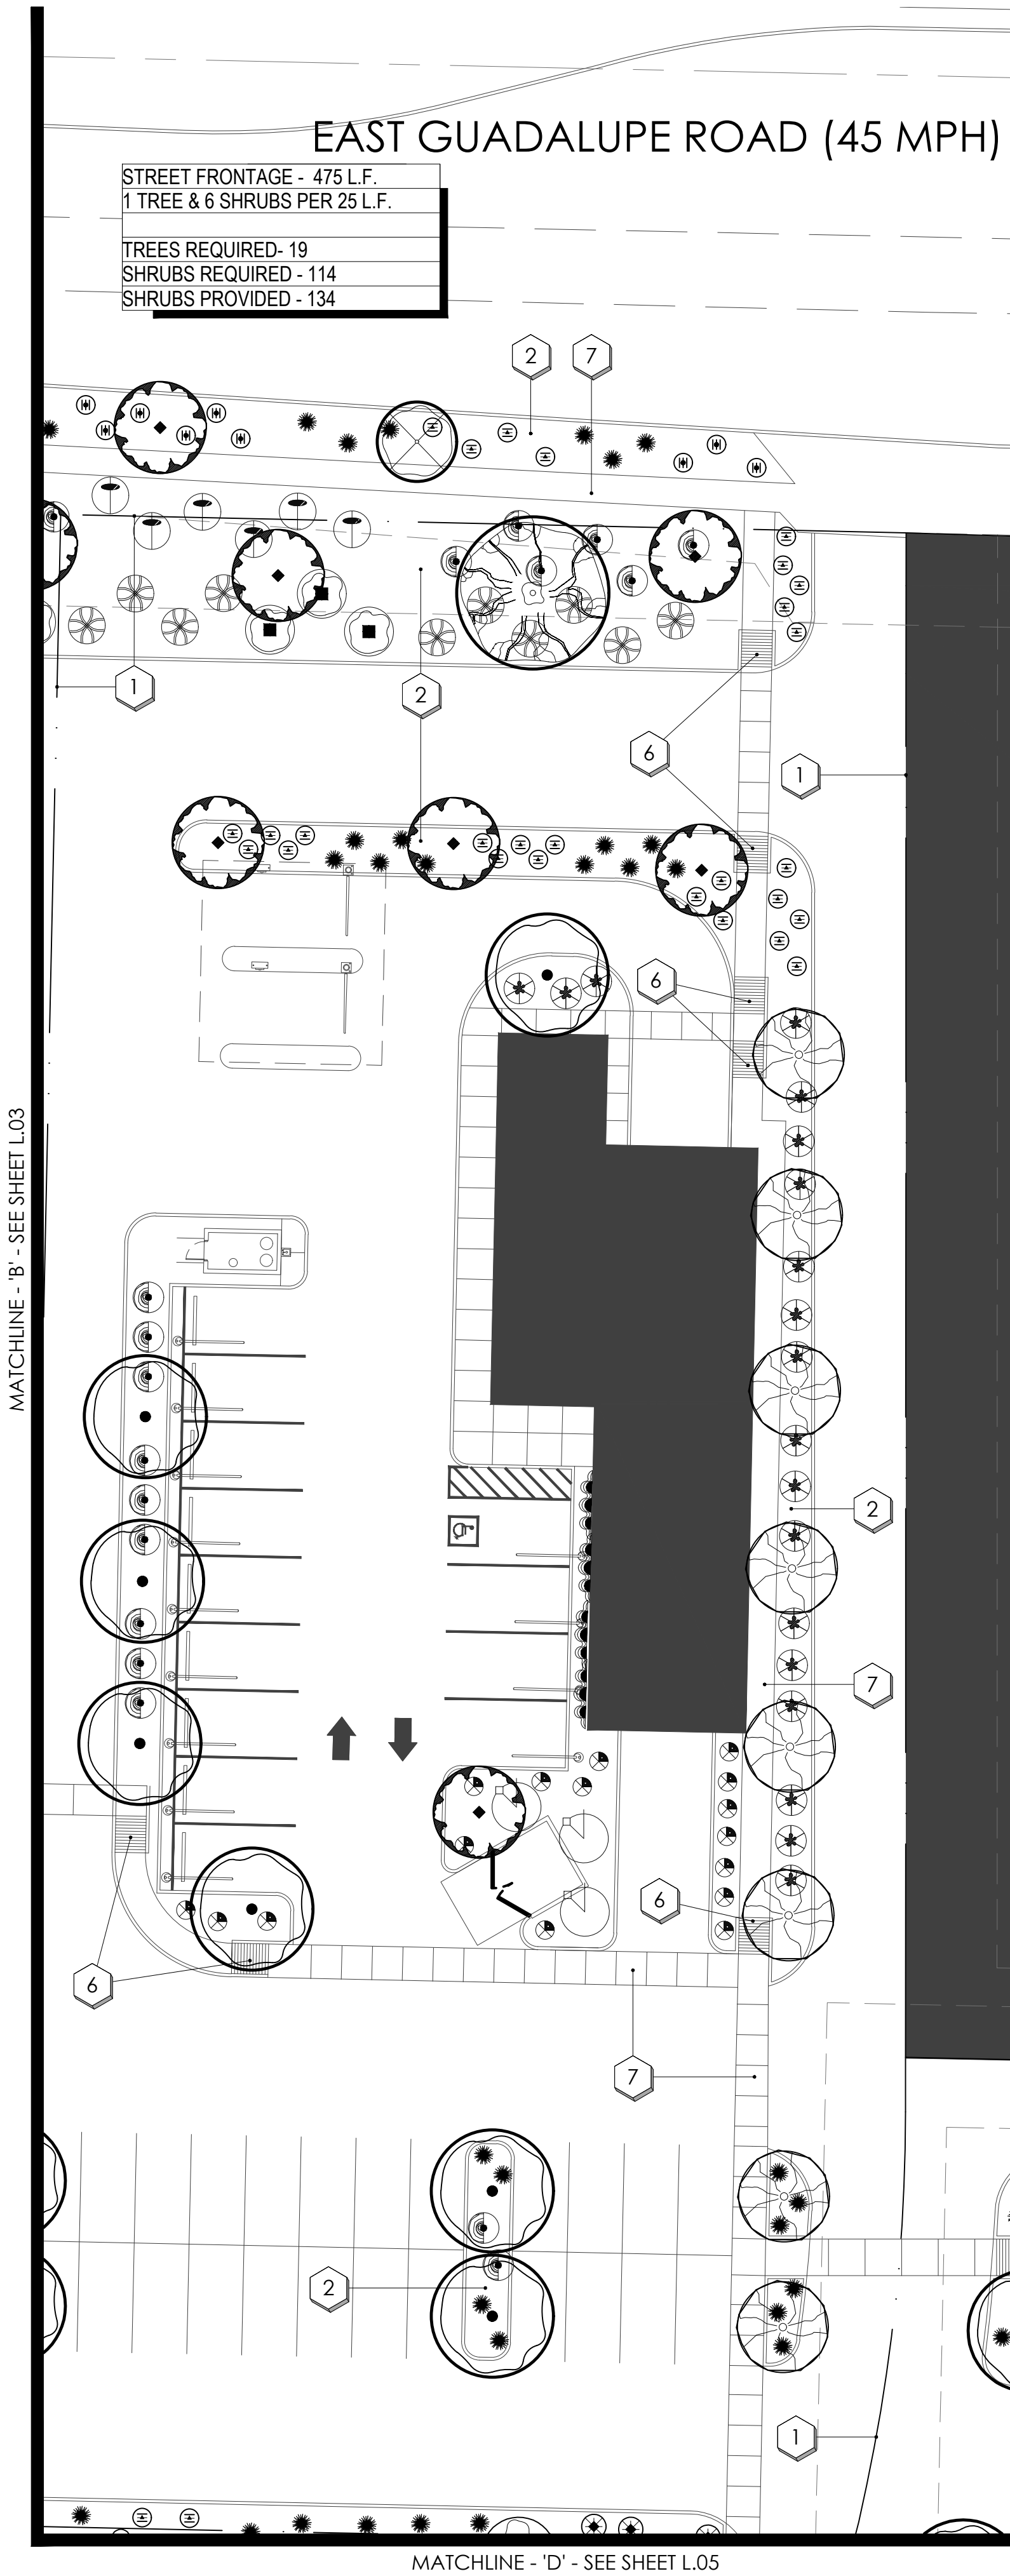 EAST GUADALUPE ROAD (45 MPH)
STREET FRONTAGE - 475 L.F.
1 TREE & 6 SHRUBS PER 25 L.F.
TREES REQUIRED- 19
SHRUBS REQUIRED - 114
SHRUBS PROVIDED - 134
2
7
1
2
6
1
6
MATCHLINE - 'B' - SEE SHEET L.03
2
7
6
6
7
2
1
MATCHLINE - 'D' - SEE SHEET L.05